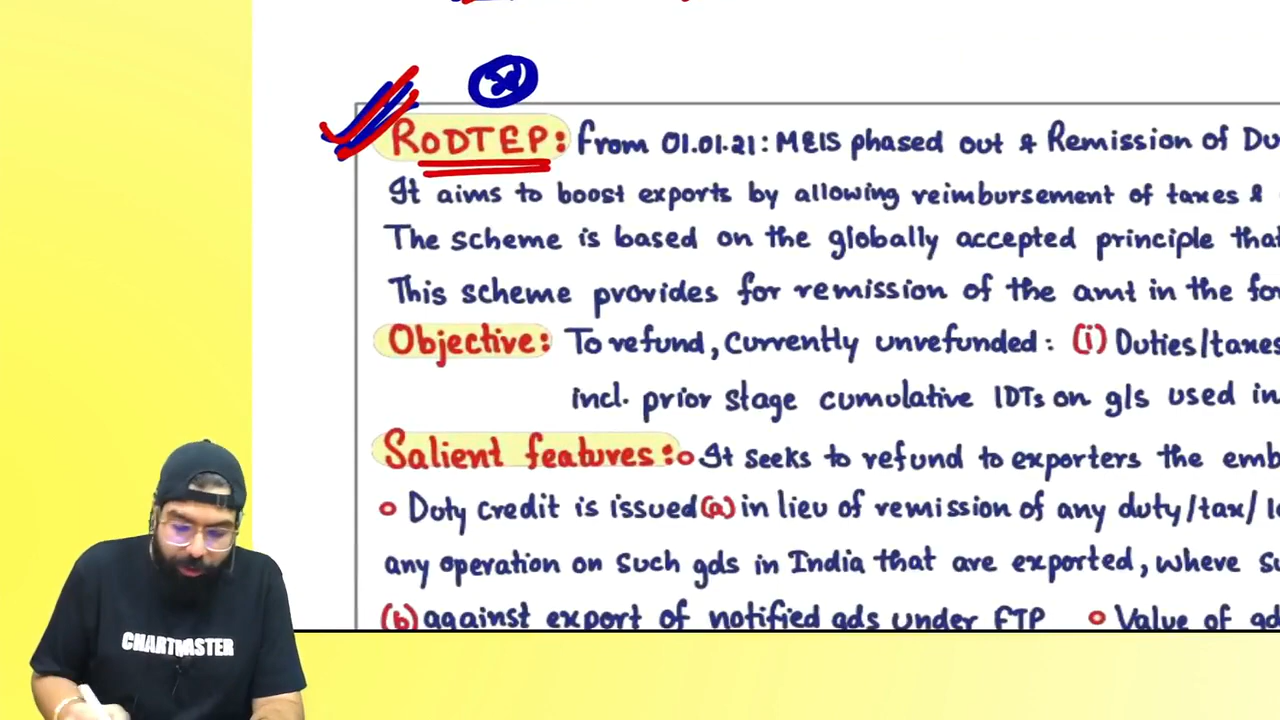 RODTEP: From 01.01.21: MEIS phased out & Remission of Du
It aims to boost exports by allowing reimbursement of taxes &
The scheme is based on the globally accepted principle that
This scheme provides for remission of the amt in the for
Objective: To refund, currently unrefunded: (i) Duties/taxes
incl. prior stage cumulative IDTs on g/s used in
Salient features: It seeks to refund to exporters the emb
Duty credit is issued (a) in lieu of remission of any duty/tax/le
any operation on such gds in India that are exported, where su
(b) against export of notified gds under FTP Value of gd
CHARTMASTER